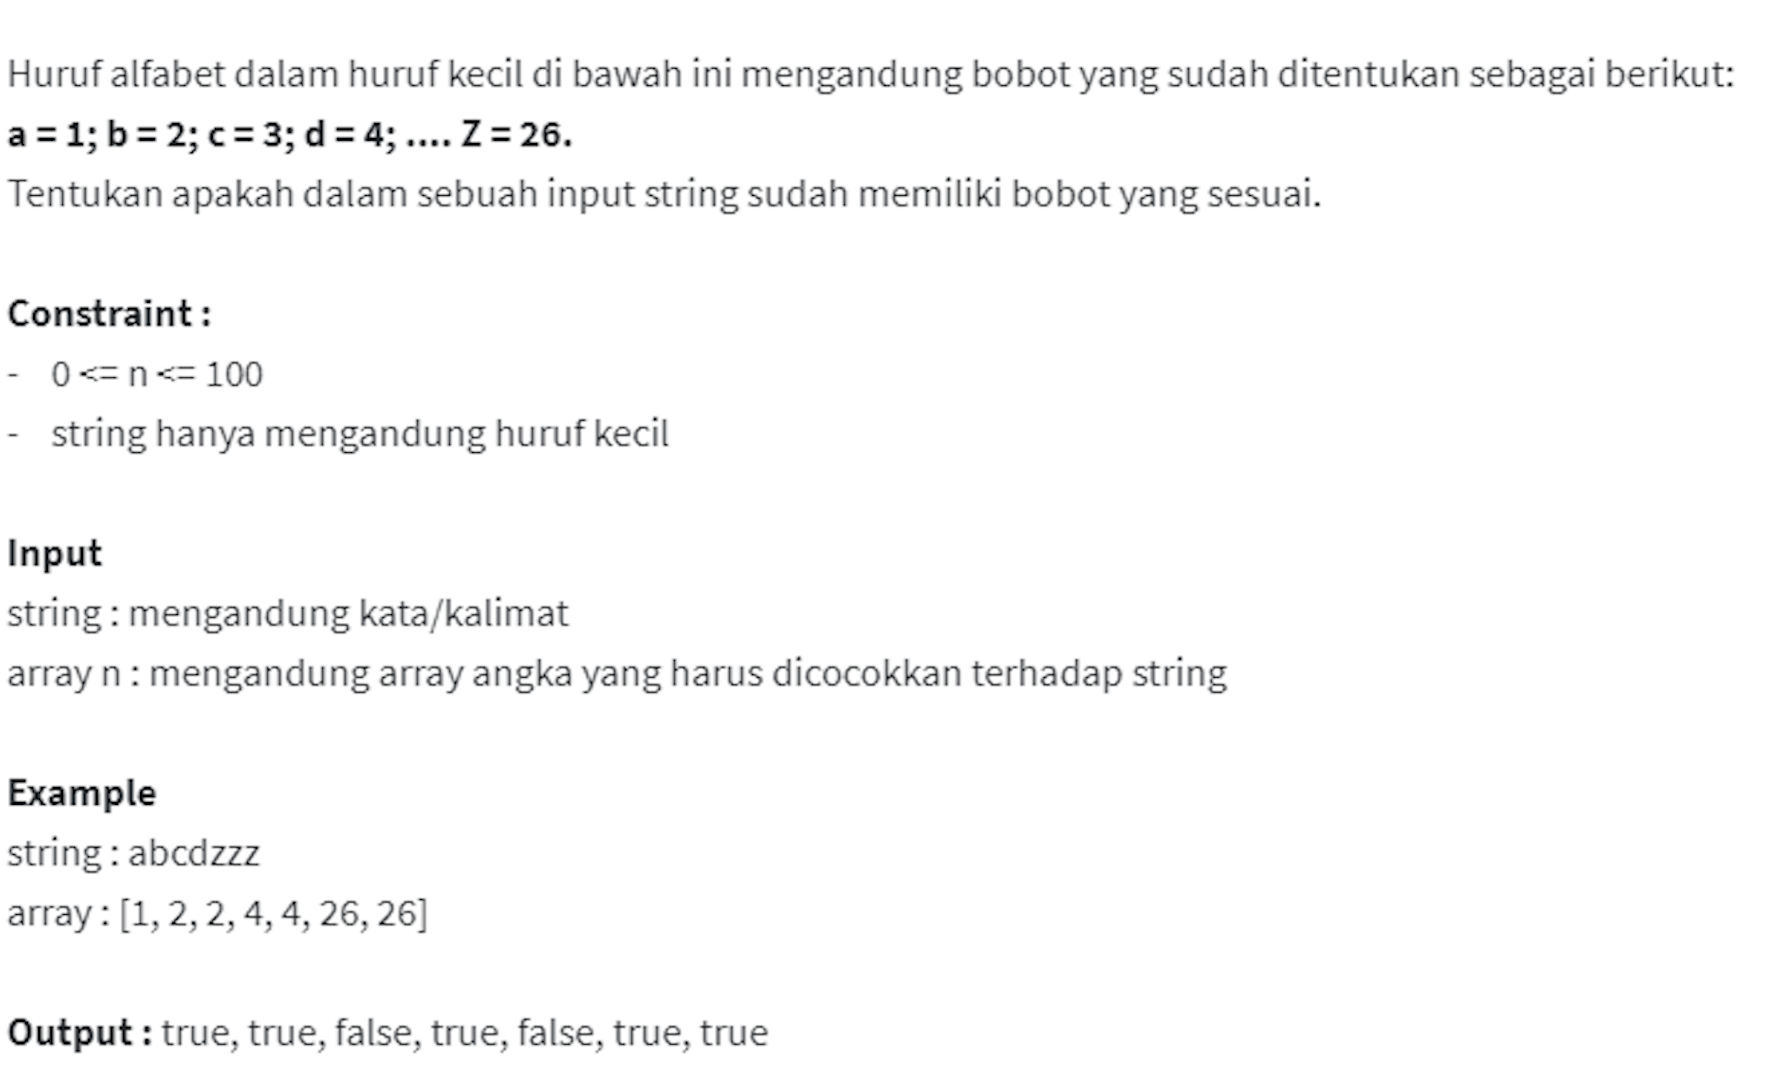 Huruf alfabet dalam huruf kecil di bawah ini mengandung bobot yang sudah ditentukan sebagai berikut:
a = 1; b = 2; c = 3; d = 4; .... Z = 26.
Tentukan apakah dalam sebuah input string sudah memiliki bobot yang sesuai.
Constraint :
- 0 <= n <= 100
- string hanya mengandung huruf kecil
Input
string : mengandung kata/kalimat
array n : mengandung array angka yang harus dicocokkan terhadap string
Example
string : abcdzzz
array : [1, 2, 2, 4, 4, 26, 26]
Output : true, true, false, true, false, true, true